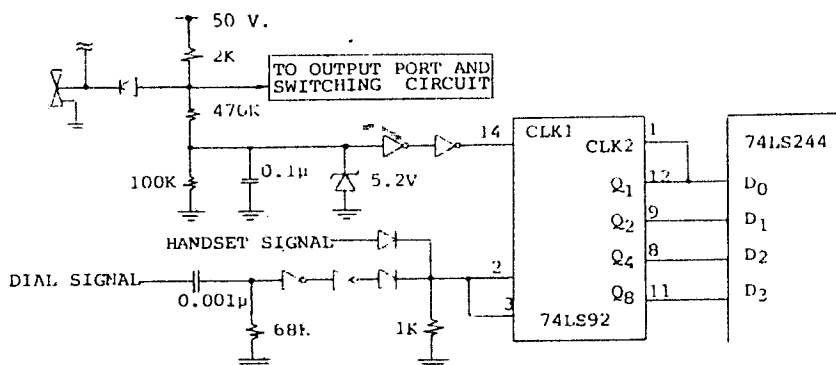 50 V.
2K
TO OUTPUT PORT AND
SWITCHING CIRCUIT
470K
14
CLK1
1
CLK2
74LS244
100K
0.1μ
5.2V
Q1
12
D0
Q2
9
D1
HANDSET SIGNAL
Q4
8
D2
DIAL SIGNAL
0.001μ
2
Q8
11
D3
3
68K
1K
74LS92